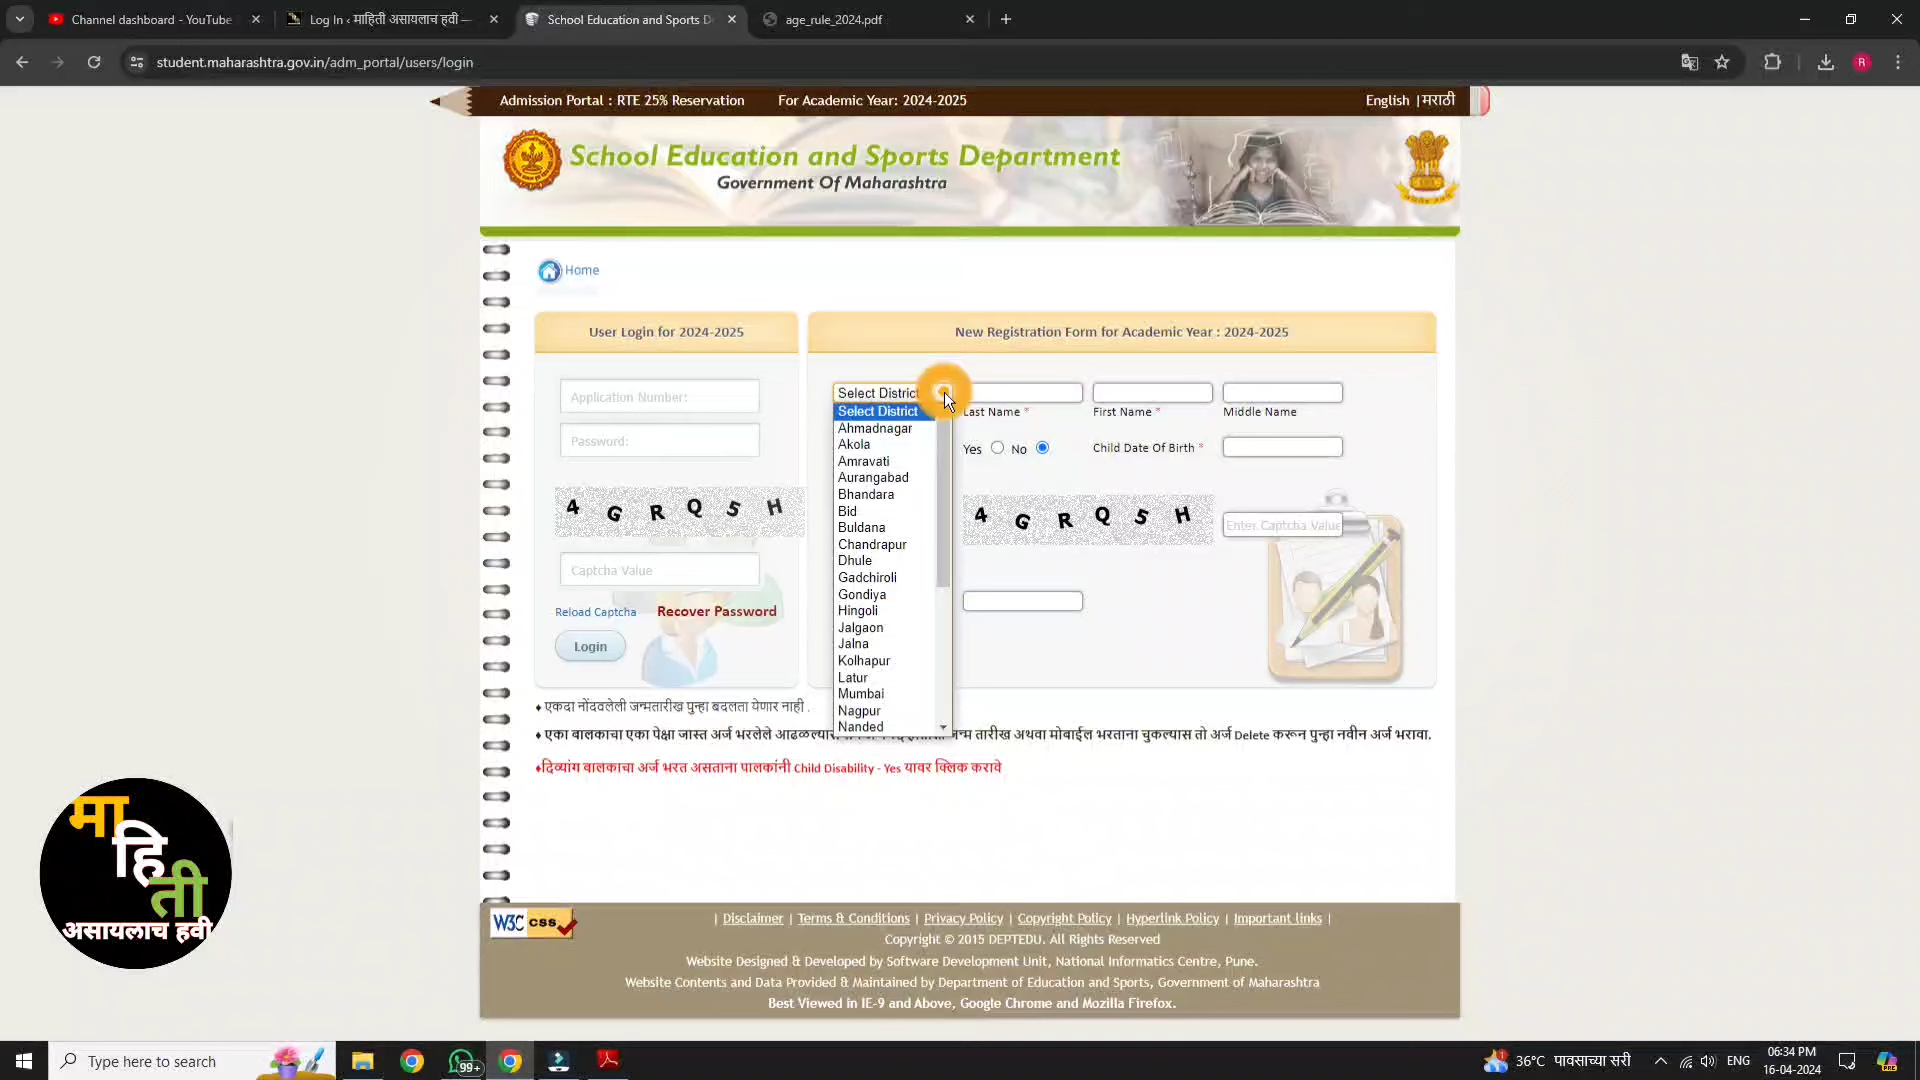 Channel dashboard - YouTube
Log In ‹ माहिती असायलाच हवी —
School Education and Sports D
age_rule_2024.pdf
student.maharashtra.gov.in/adm_portal/users/login
R
Admission Portal : RTE 25% Reservation
For Academic Year: 2024-2025
English |मराठी
School Education and Sports Department
Government Of Maharashtra
Home
User Login for 2024-2025
New Registration Form for Academic Year : 2024-2025
Application Number:
Password:
4 G R Q 5 H
Captcha Value
Reload Captcha
Recover Password
Login
Select District
Select District
Ahmadnagar
Akola
Amravati
Aurangabad
Bhandara
Bid
Buldana
Chandrapur
Dhule
Gadchiroli
Gondiya
Hingoli
Jalgaon
Jalna
Kolhapur
Latur
Mumbai
Nagpur
Nanded
Last Name *
First Name *
Middle Name
Yes
No
Child Date Of Birth *
4 G R Q 5 H
Enter Captcha Value
♦ एकदा नोंदवलेली जन्मतारीख पुन्हा बदलता येणार नाही .
♦ एका बालकाचा एका पेक्षा जास्त अर्ज भरलेले आढळल्यास तारीख अथवा मोबाईल भरताना चुकल्यास तो अर्ज Delete करून पुन्हा नवीन अर्ज भरावा.
♦दिव्यांग बालकाचा अर्ज भरत असताना पालकांनी Child Disability - Yes यावर क्लिक करावे
मा
हि
ती
असायलाच हवी
W3C css
| Disclaimer | Terms & Conditions | Privacy Policy | Copyright Policy | Hyperlink Policy | Important links |
Copyright © 2015 DEPTEDU. All Rights Reserved
Website Designed & Developed by Software Development Unit, National Informatics Centre, Pune.
Website Contents and Data Provided & Maintained by Department of Education and Sports, Government of Maharashtra
Best Viewed in IE-9 and Above, Google Chrome and Mozilla Firefox.
Type here to search
99+
36°C पावसाच्या सरी
ENG
06:34 PM
16-04-2024